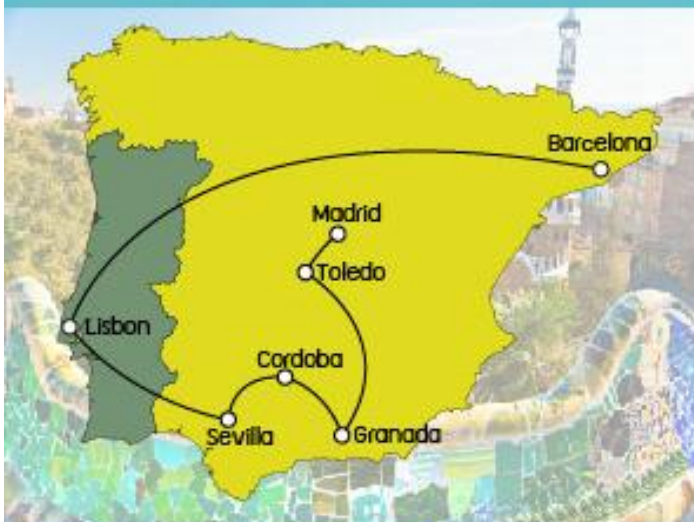 Barcelona
Madrid
Toledo
Lisbon
Cordoba
Sevilla
Granada